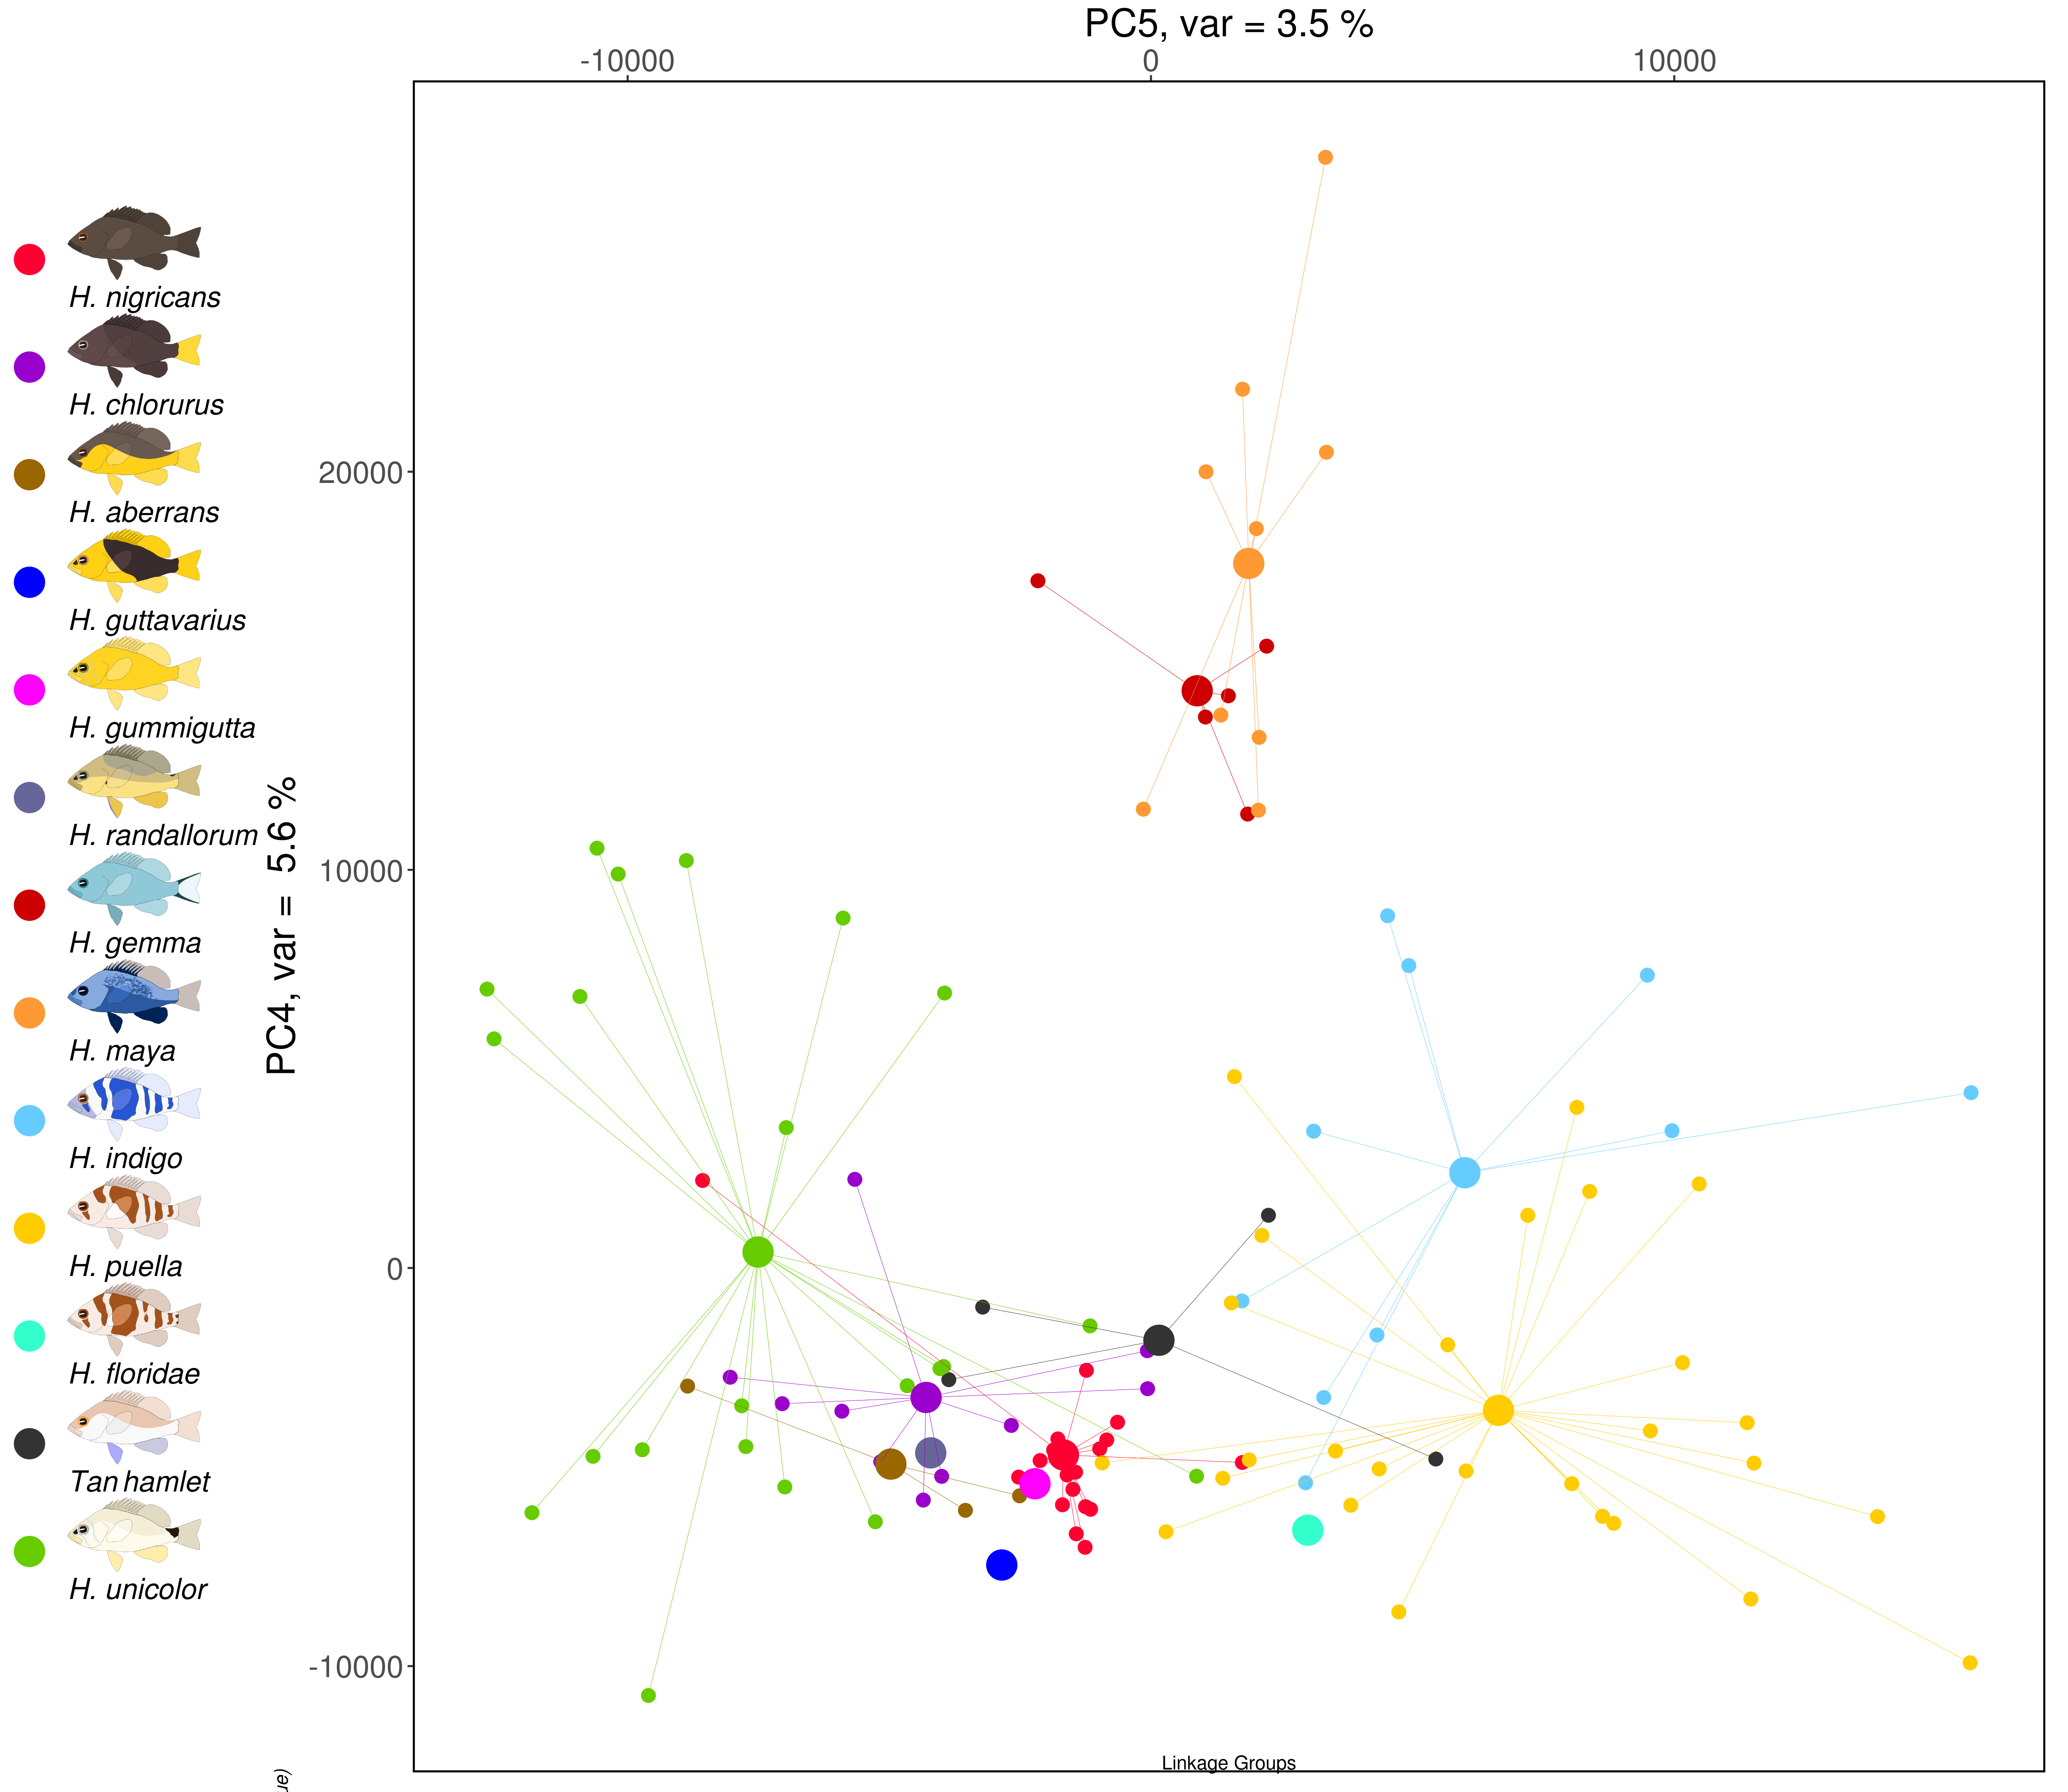 PC5, var = 3.5 %
-10000 0 10000
H. nigricans
H. chlorurus
H. aberrans
H. guttavarius
H. gummigutta
H. randallorum
H. gemma
H. maya
H. indigo
H. puella
H. floridae
Tan hamlet
H. unicolor
PC4, var = 5.6 %
20000
10000
0
-10000
Linkage Groups